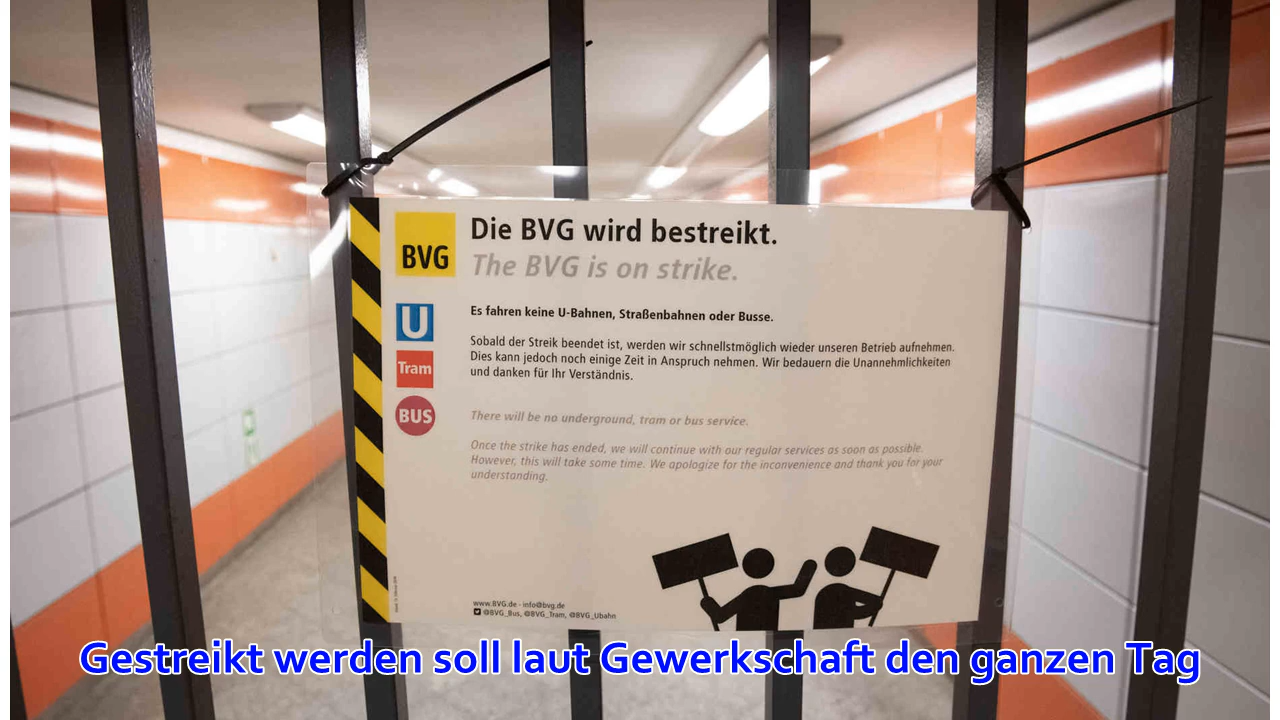 BVG
Die BVG wird bestreikt.
The BVG is on strike.
U
Es fahren keine U-Bahnen, Straßenbahnen oder Busse.
Tram
Sobald der Streik beendet ist, werden wir schnellstmöglich wieder unseren Betrieb aufnehmen.
Dies kann jedoch noch einige Zeit in Anspruch nehmen. Wir bedauern die Unannehmlichkeiten
und danken für Ihr Verständnis.
BUS
There will be no underground, tram or bus service.
Once the strike has ended, we will continue with our regular services as soon as possible.
However, this will take some time. We apologize for the inconvenience and thank you for your
understanding.
www.BVG.de - info@bvg.de
@BVG_Bus, @BVG_Tram, @BVG_Ubahn
Gestreikt werden soll laut Gewerkschaft den ganzen Tag